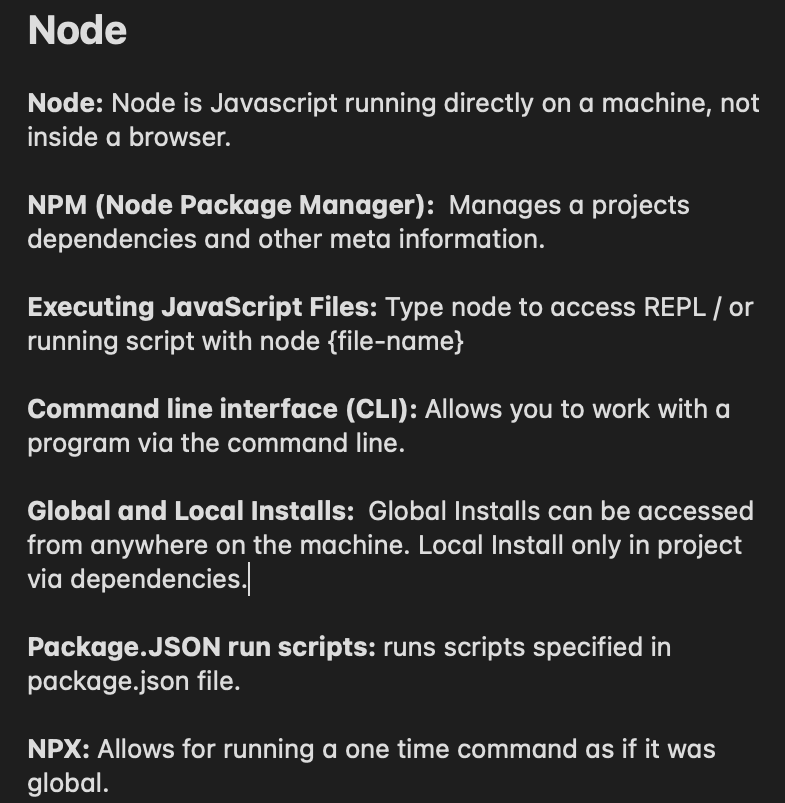 Node
Node: Node is Javascript running directly on a machine, not
inside a browser.
NPM (Node Package Manager):  Manages a projects
dependencies and other meta information.
Executing JavaScript Files: Type node to access REPL / or
running script with node {file-name}
Command line interface (CLI): Allows you to work with a
program via the command line.
Global and Local Installs:  Global Installs can be accessed
from anywhere on the machine. Local Install only in project
via dependencies.
Package.JSON run scripts: runs scripts specified in
package.json file.
NPX: Allows for running a one time command as if it was
global.